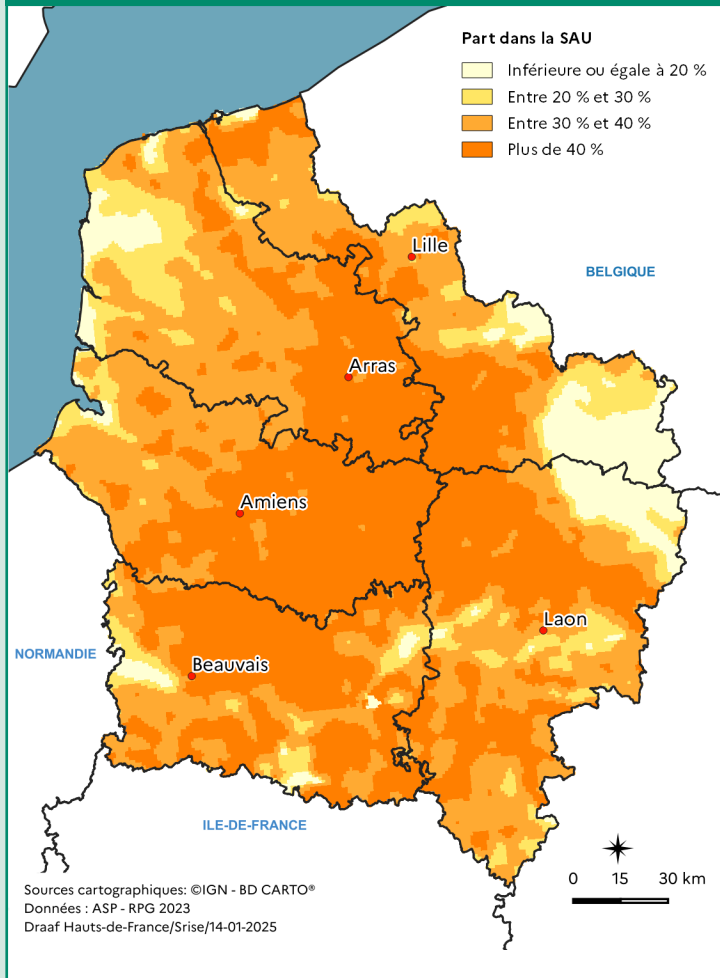 Part dans la SAU
Inférieure ou égale à 20 %
Entre 20 % et 30 %
Entre 30 % et 40 %
Plus de 40 %
Lille
BELGIQUE
Arras
Amiens
Laon
NORMANDIE
Beauvais
ILE-DE-FRANCE
0 15 30 km
Sources cartographiques: ©IGN - BD CARTO®
Données : ASP - RPG 2023
Draaf Hauts-de-France/Srise/14-01-2025